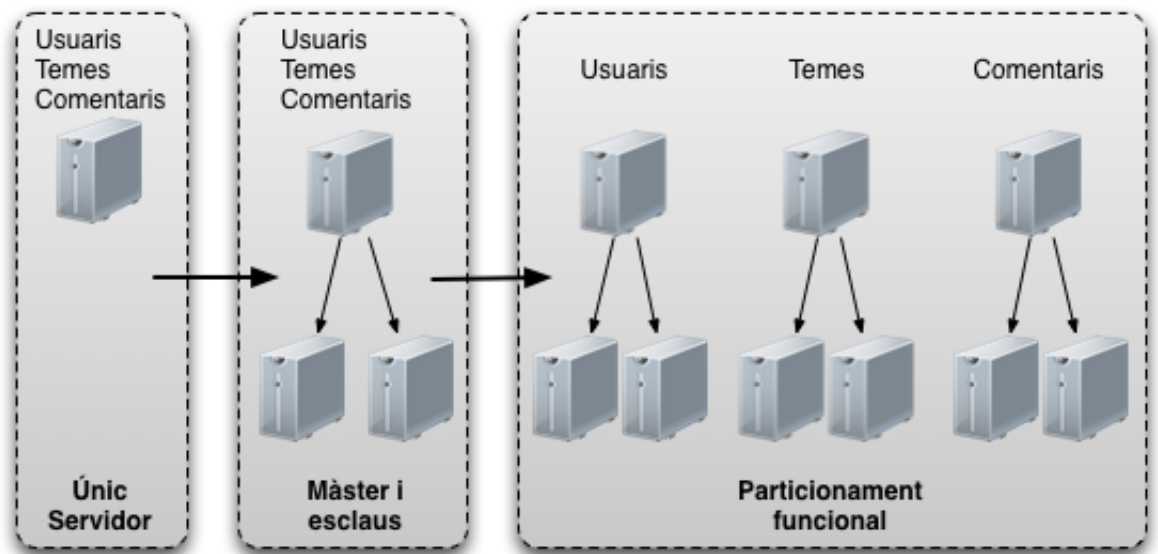 Usuaris
Temes
Comentaris
Únic
Servidor
Usuaris
Temes
Comentaris
Màster i
esclaus
Usuaris
Temes
Comentaris
Particionament
funcional